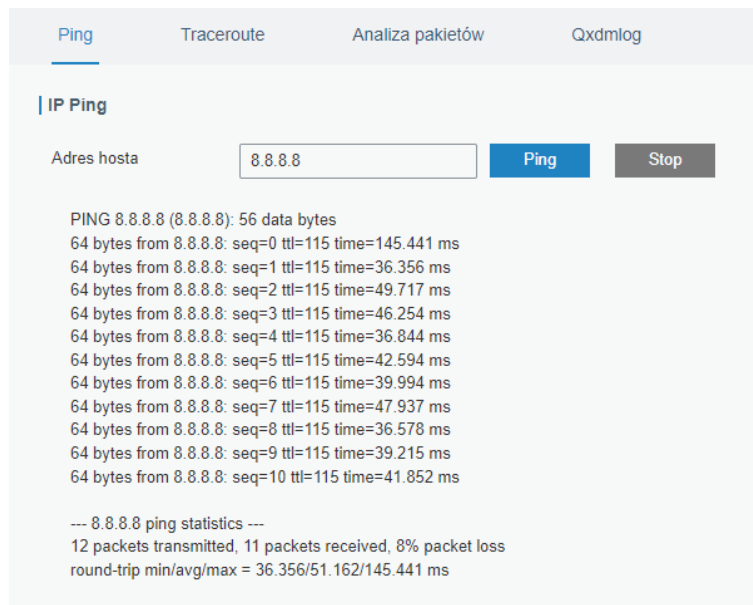 Ping Traceroute Analiza pakietów Qxdmlog
IP Ping
Adres hosta 8.8.8.8 Ping Stop
PING 8.8.8.8 (8.8.8.8): 56 data bytes
64 bytes from 8.8.8.8: seq=0 ttl=115 time=145.441 ms
64 bytes from 8.8.8.8: seq=1 ttl=115 time=36.356 ms
64 bytes from 8.8.8.8: seq=2 ttl=115 time=49.717 ms
64 bytes from 8.8.8.8: seq=3 ttl=115 time=46.254 ms
64 bytes from 8.8.8.8: seq=4 ttl=115 time=36.844 ms
64 bytes from 8.8.8.8: seq=5 ttl=115 time=42.594 ms
64 bytes from 8.8.8.8: seq=6 ttl=115 time=39.994 ms
64 bytes from 8.8.8.8: seq=7 ttl=115 time=47.937 ms
64 bytes from 8.8.8.8: seq=8 ttl=115 time=36.578 ms
64 bytes from 8.8.8.8: seq=9 ttl=115 time=39.215 ms
64 bytes from 8.8.8.8: seq=10 ttl=115 time=41.852 ms
--- 8.8.8.8 ping statistics ---
12 packets transmitted, 11 packets received, 8% packet loss
round-trip min/avg/max = 36.356/51.162/145.441 ms